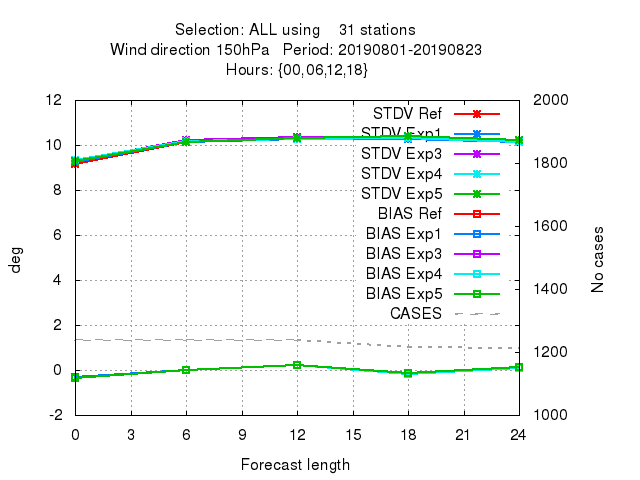 Selection: ALL using 31 stations
Wind direction 150hPa Period: 20190801-20190823
Hours: {00,06,12,18}
12
10
8
6
4
2
0
-2
deg
2000
1800
1600
1400
1200
1000
No cases
STDV Ref
STDV Exp1
STDV Exp3
STDV Exp4
STDV Exp5
BIAS Ref
BIAS Exp1
BIAS Exp3
BIAS Exp4
BIAS Exp5
CASES
0 3 6 9 12 15 18 21 24
Forecast length